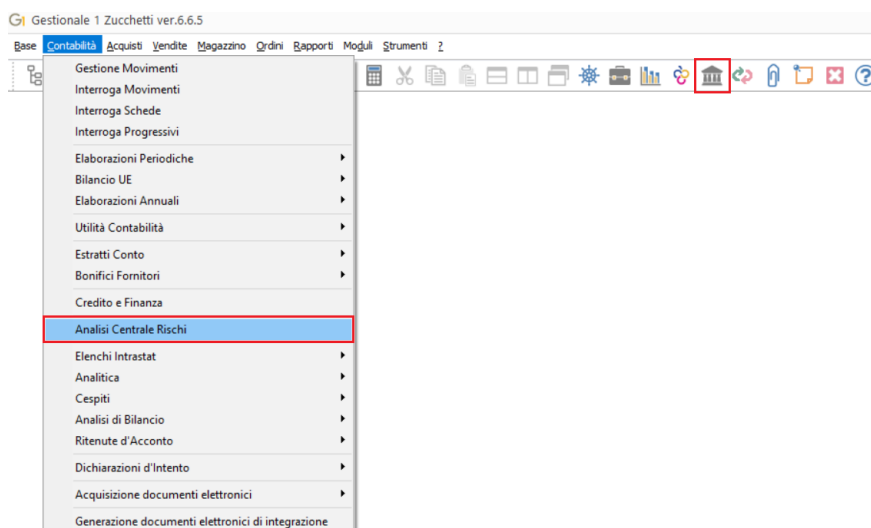 Gestionale 1 Zucchetti ver.6.6.5
Base Contabilità Acquisti Vendite Magazzino Ordini Rapporti Moduli Strumenti ?
Gestione Movimenti
Interroga Movimenti
Interroga Schede
Interroga Progressivi
Elaborazioni Periodiche
Bilancio UE
Elaborazioni Annuali
Utilità Contabilità
Estratti Conto
Bonifici Fornitori
Credito e Finanza
Analisi Centrale Rischi
Elenchi Intrastat
Analitica
Cespiti
Analisi di Bilancio
Ritenute d'Acconto
Dichiarazioni d'Intento
Acquisizione documenti elettronici
Generazione documenti elettronici di integrazione